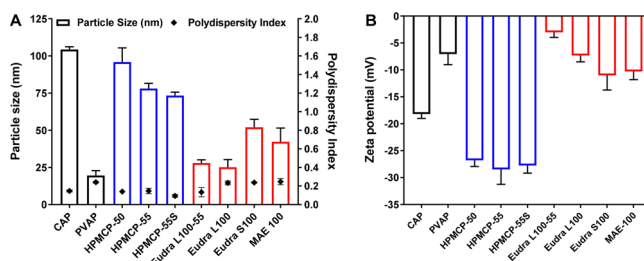 A
Particle Size (nm)
Polydispersity Index
Particle size (nm)
125
100
75
50
25
0
2.0
1.8
1.6
1.4
1.2
1.0
0.8
0.6
0.4
0.2
0.0
Polydispersity Index
CAP
PVAP
HPMCP-50
HPMCP-55
HPMCP-55S
Eudra L100-55
Eudra L100
Eudra S100
MAE 100
B
Zeta potential (mV)
0
-5
-10
-15
-20
-25
-30
-35
CAP
PVAP
HPMCP-50
HPMCP-55
HPMCP-55S
Eudra L100-55
Eudra L100
Eudra S100
MAE-100